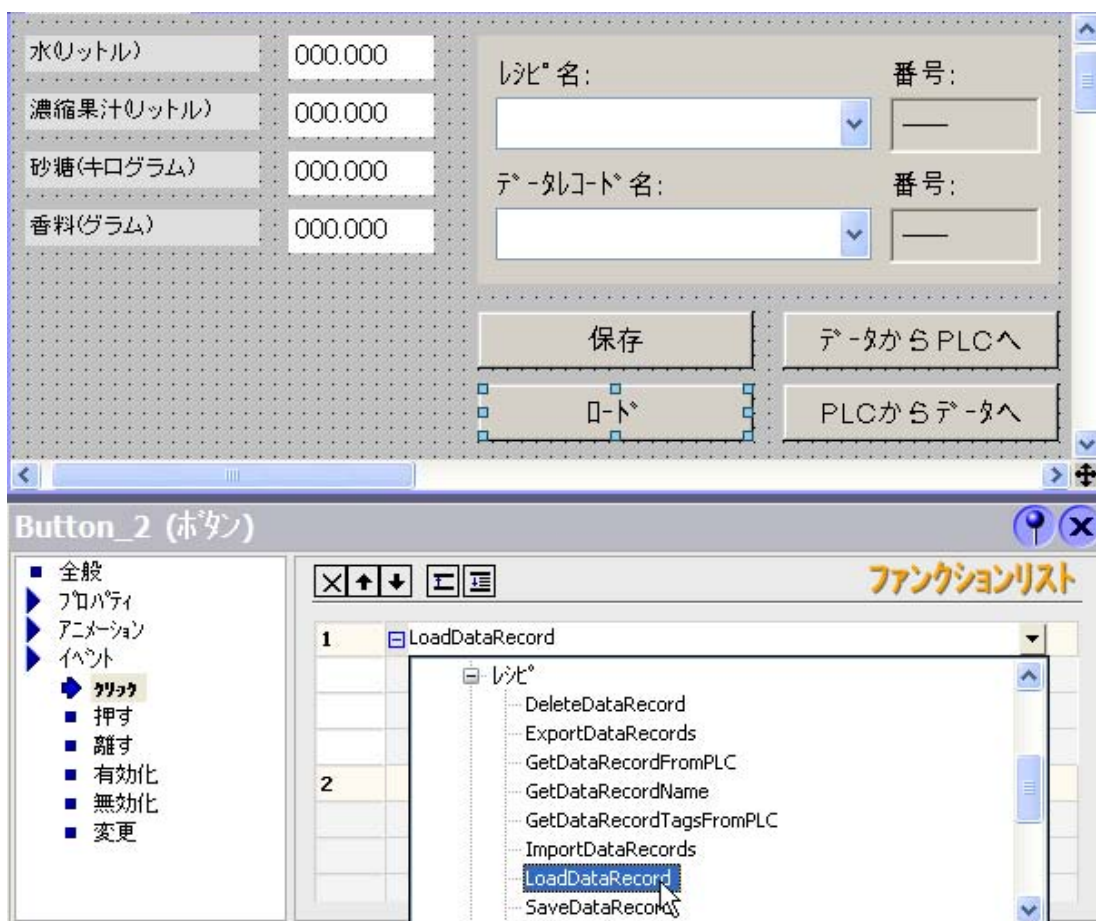 水(リットル)
000.000
濃縮果汁(リットル)
000.000
砂糖(キログラム)
000.000
香料(グラム)
000.000
ﾚｼﾋﾟ名:
番号:
ﾃﾞｰﾀﾚｺｰﾄﾞ名:
番号:
保存
ﾃﾞｰﾀからPLCへ
ﾛｰﾄﾞ
PLCからﾃﾞｰﾀへ
Button_2 (ﾎﾞﾀﾝ)
全般
ﾌﾟﾛﾊﾟﾃｨ
ｱﾆﾒｰｼｮﾝ
ｲﾍﾞﾝﾄ
ｸﾘｯｸ
押す
離す
有効化
無効化
変更
ファンクションリスト
1 LoadDataRecord
ﾚｼﾋﾟ
DeleteDataRecord
ExportDataRecords
GetDataRecordFromPLC
2
GetDataRecordName
GetDataRecordTagsFromPLC
ImportDataRecords
LoadDataRecord
SaveDataRecord